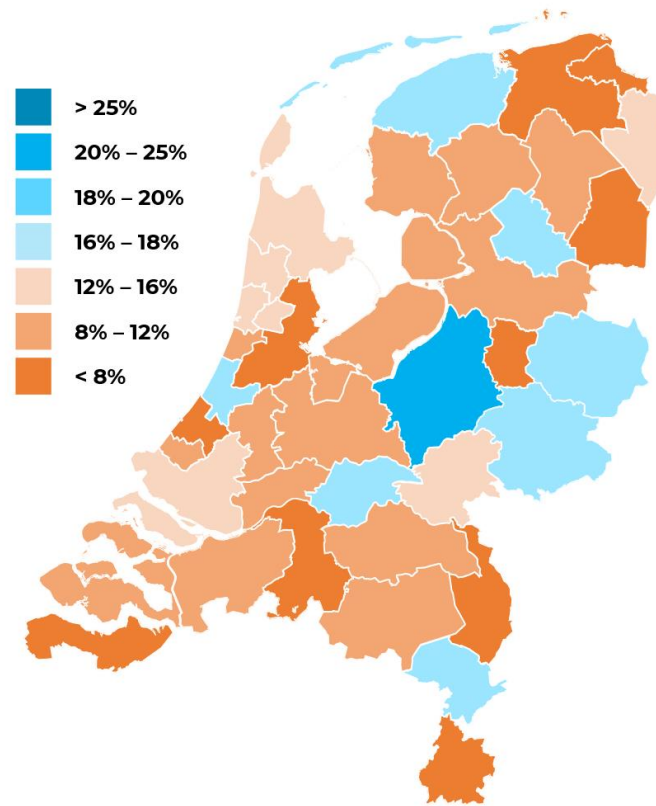 > 25%
20% – 25%
18% – 20%
16% – 18%
12% – 16%
8% – 12%
< 8%